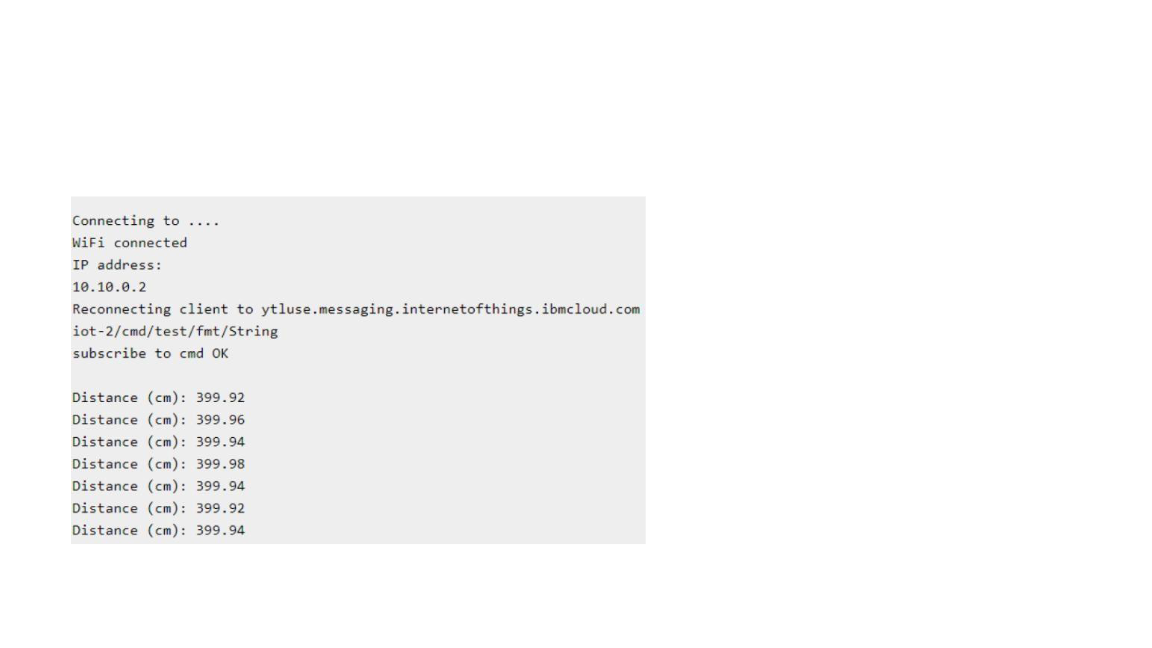 Connecting to ....
WiFi connected
IP address:
10.10.0.2
Reconnecting client to ytluse.messaging.internetofthings.ibmcloud.com
iot-2/cmd/test/fmt/String
subscribe to cmd OK
Distance (cm): 399.92
Distance (cm): 399.96
Distance (cm): 399.94
Distance (cm): 399.98
Distance (cm): 399.94
Distance (cm): 399.92
Distance (cm): 399.94